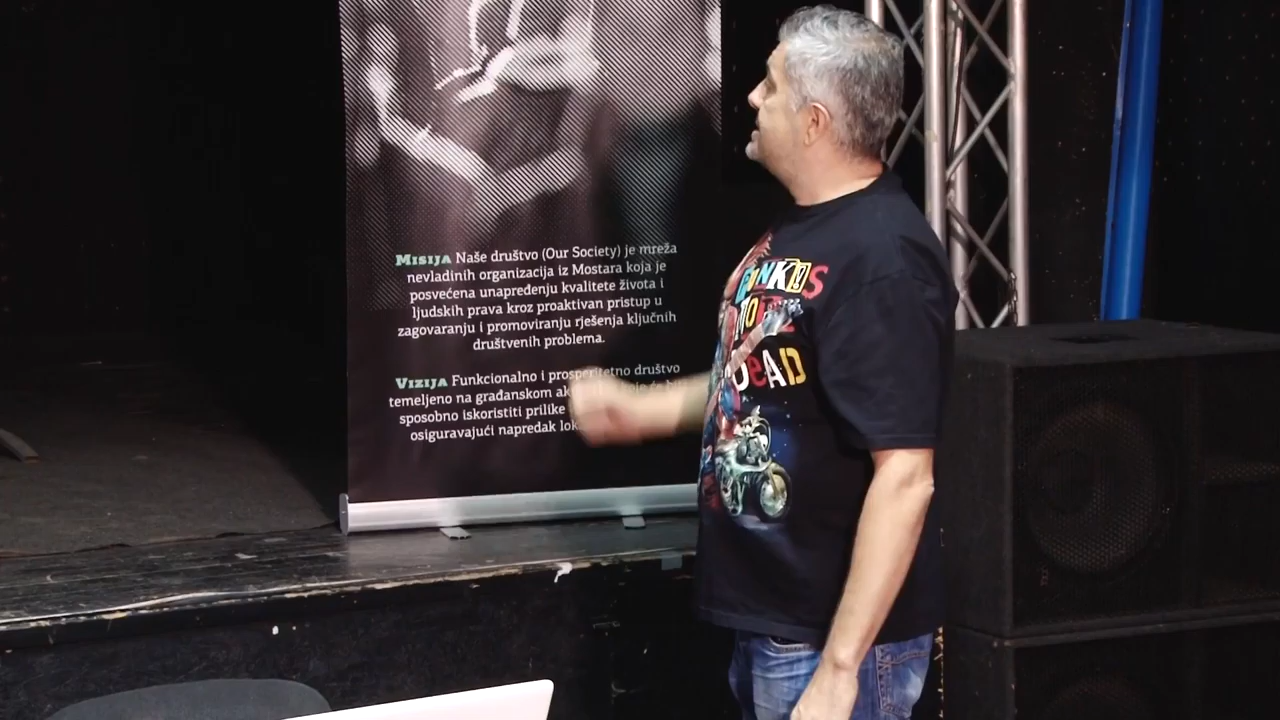 MISIJA Naše društvo (Our Society) je mreža
nevladinih organizacija iz Mostara koja je
posvećena unapređenju kvalitete života i
ljudskih prava kroz proaktivan pristup u
zagovaranju i promoviranju rješenja ključnih
društvenih problema.
VIZIJA Funkcionalno i prosperitetno društvo
temeljeno na građanskom
sposobno iskoristiti prilike
osiguravajući napredak
PUNK'S
NOT
DEAD